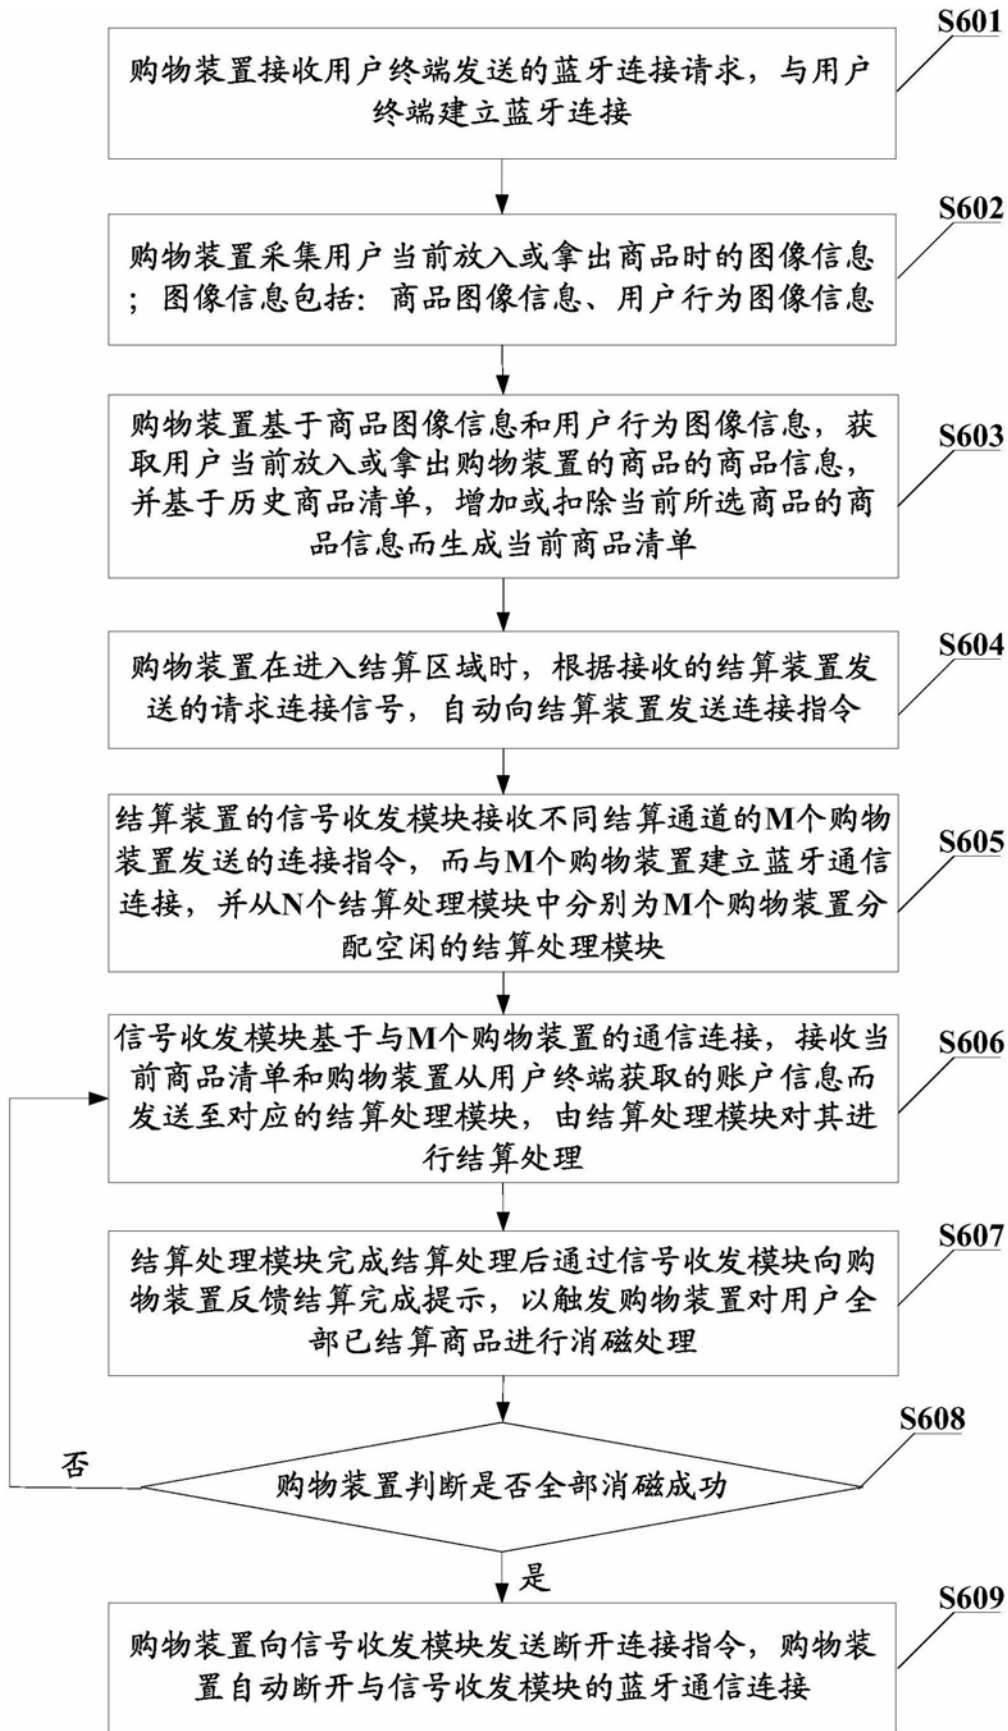 S601
购物装置接收用户终端发送的蓝牙连接请求，与用户
终端建立蓝牙连接
S602
购物装置采集用户当前放入或拿出商品时的图像信息
；图像信息包括：商品图像信息、用户行为图像信息
S603
购物装置基于商品图像信息和用户行为图像信息，获
取用户当前放入或拿出购物装置的商品的商品信息，
并基于历史商品清单，增加或扣除当前所选商品的商
品信息而生成当前商品清单
S604
购物装置在进入结算区域时，根据接收的结算装置发
送的请求连接信号，自动向结算装置发送连接指令
S605
结算装置的信号收发模块接收不同结算通道的M个购物
装置发送的连接指令，而与M个购物装置建立蓝牙通信
连接，并从N个结算处理模块中分别为M个购物装置分
配空闲的结算处理模块
S606
信号收发模块基于与M个购物装置的通信连接，接收当
前商品清单和购物装置从用户终端获取的账户信息而
发送至对应的结算处理模块，由结算处理模块对其进
行结算处理
S607
结算处理模块完成结算处理后通过信号收发模块向购
物装置反馈结算完成提示，以触发购物装置对用户全
部已结算商品进行消磁处理
S608
否
购物装置判断是否全部消磁成功
是
S609
购物装置向信号收发模块发送断开连接指令，购物装
置自动断开与信号收发模块的蓝牙通信连接